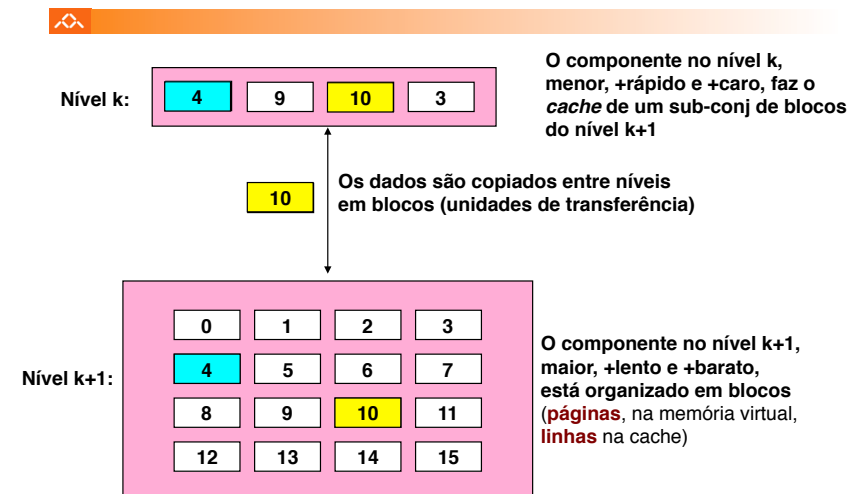 O componente no nível k,
menor, +rápido e +caro, faz o
cache de um sub-conj de blocos
do nível k+1
Nível k:
4 9 10 3
10
Os dados são copiados entre níveis
em blocos (unidades de transferência)
Nível k+1:
0 1 2 3
4 5 6 7
8 9 10 11
12 13 14 15
O componente no nível k+1,
maior, +lento e +barato,
está organizado em blocos
(páginas, na memória virtual,
linhas na cache)